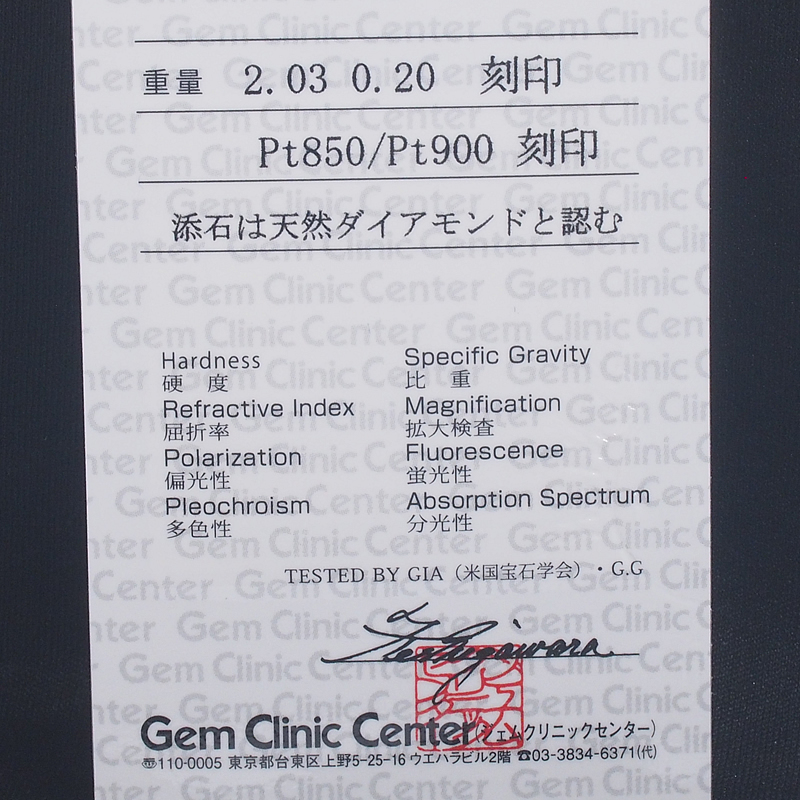 重量 2.03 0.20 刻印
Pt850/Pt900 刻印
添石は天然ダイアモンドと認む
Hardness
硬 度
Specific Gravity
比 重
Refractive Index
屈折率
Magnification
拡大検査
Polarization
偏光性
Fluorescence
蛍光性
Pleochroism
多色性
Absorption Spectrum
分光性
TESTED BY GIA（米国宝石学会）・G.G
Gem Clinic Center(ジェムクリニックセンター)
〠110-0005 東京都台東区上野5-25-16 ウエハラビル2階 ☎03-3834-6371(代)